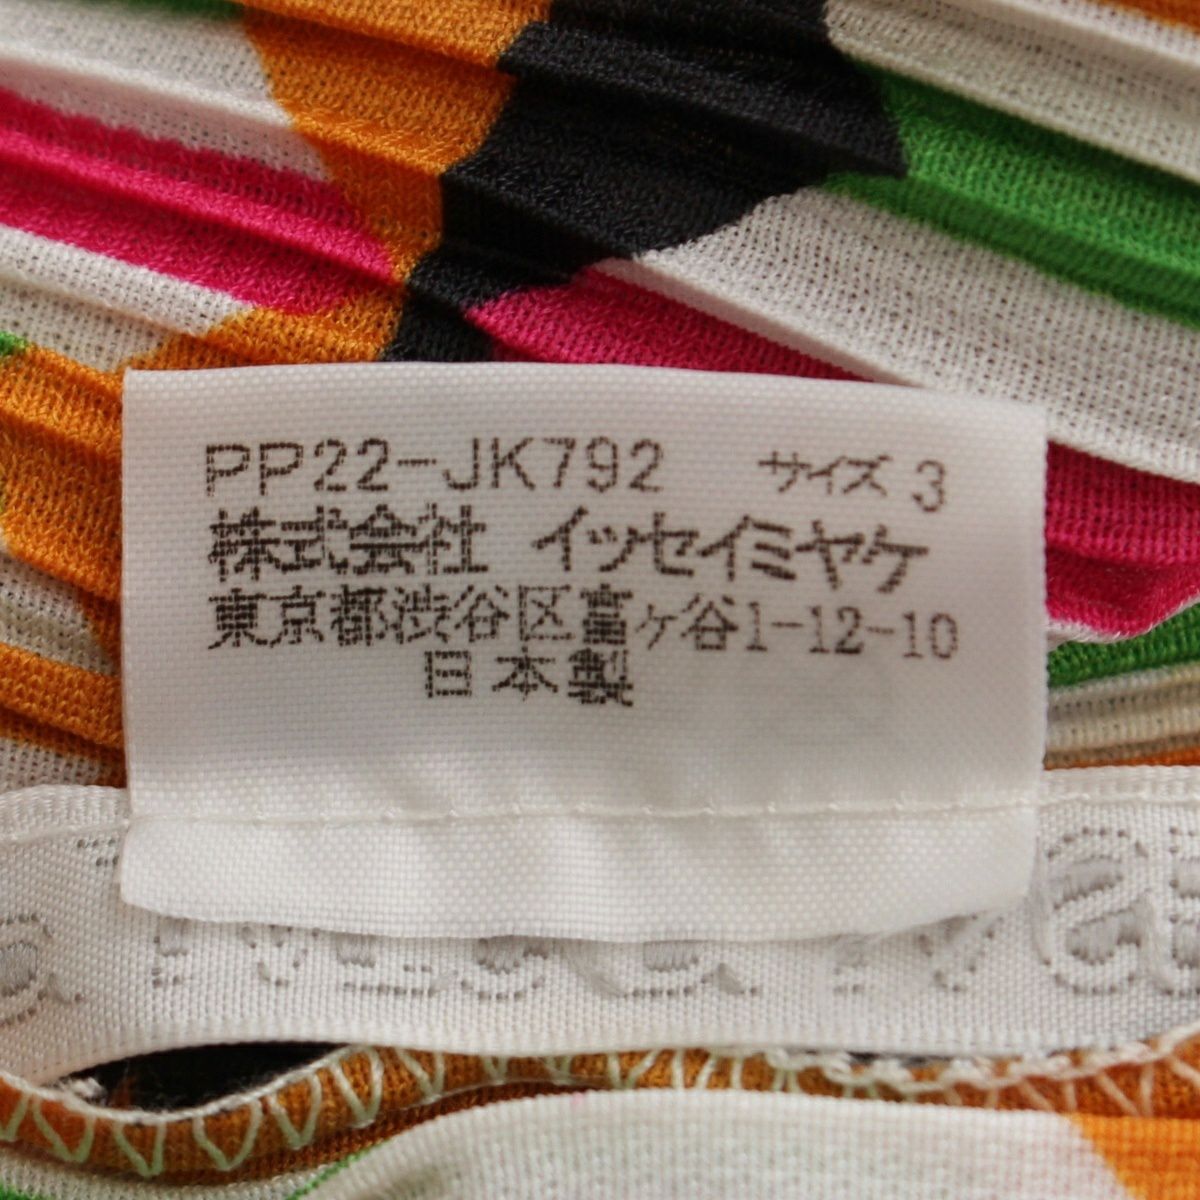 PP22-JK792 サイズ 3
株式会社 イッセイミヤケ
東京都渋谷区富ヶ谷1-12-10
日本製